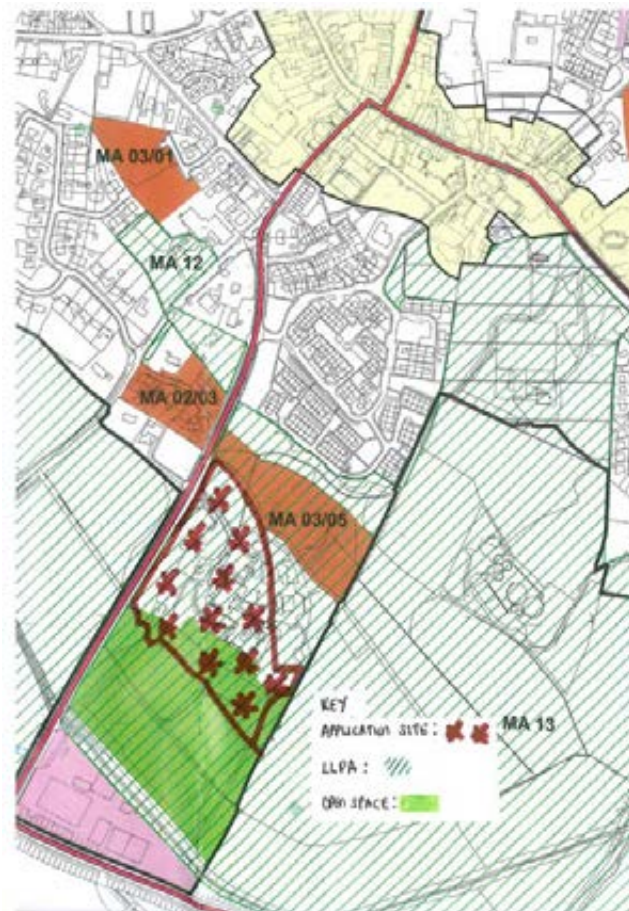 MA 03/01
MA 12
MA 02/03
MA 03/05
KEY
APPLICATION SITE:
MA 13
LLPA:
OPEN SPACE: